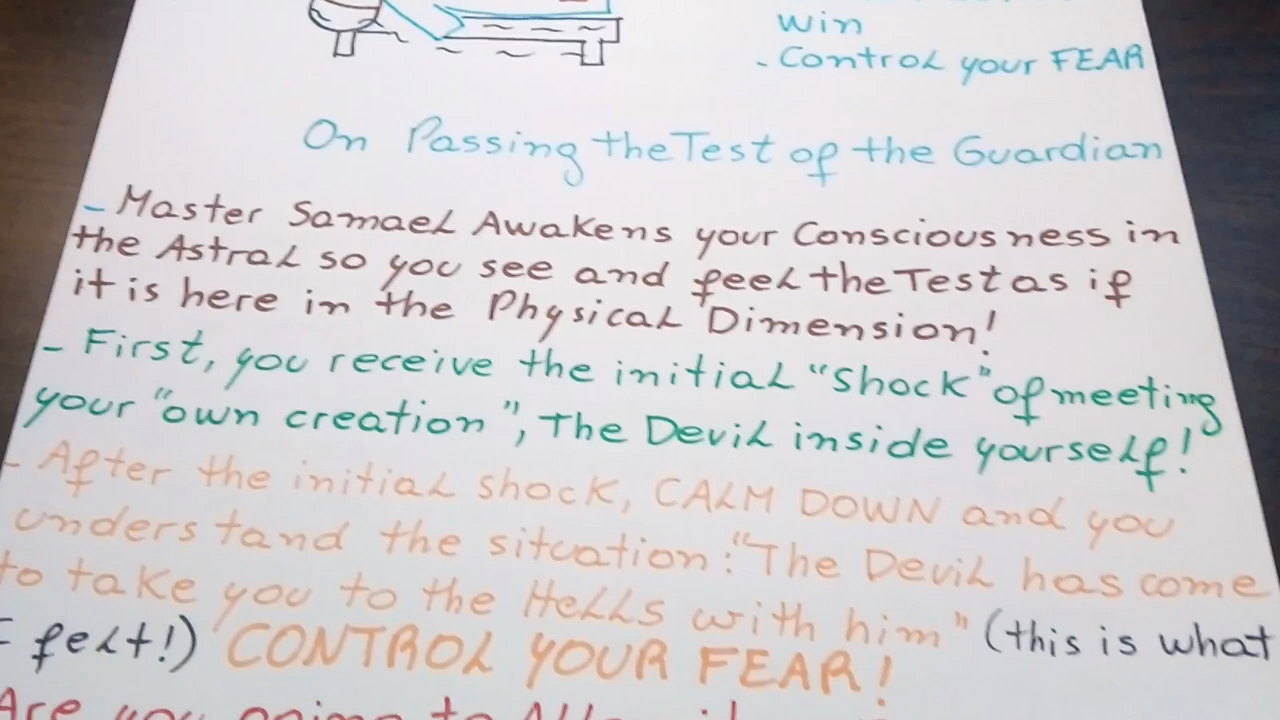 win
- Control your FEAR
On Passing the Test of the Guardian
- Master Samael Awakens your Consciousness in
the Astral so you see and feel the Test as if
it is here in the Physical Dimension!
- First, you receive the initial "Shock" of meeting
your "own creation", The Devil inside yourself!
- After the initial shock, CALM DOWN and you
understand the situation: "The Devil has come
to take you to the Hells with him" (this is what
I felt!) CONTROL YOUR FEAR!
Are you going to